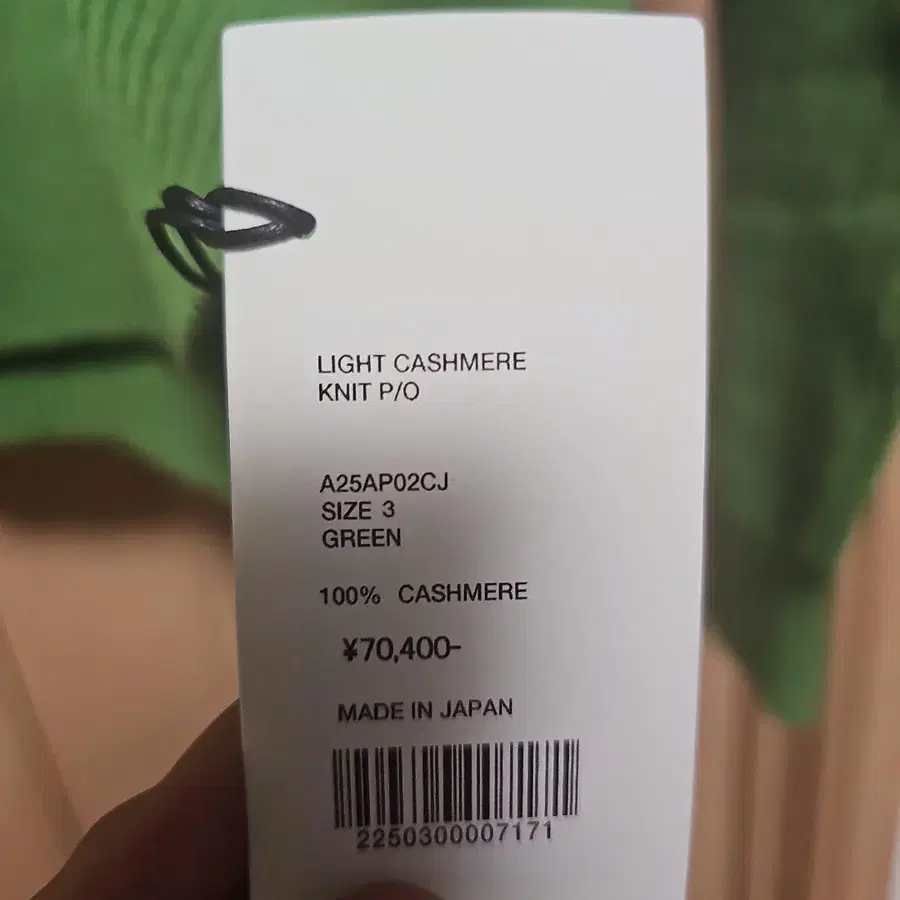 LIGHT CASHMERE
KNIT P/O
A25AP02CJ
SIZE 3
GREEN
100% CASHMERE
¥70,400-
MADE IN JAPAN
2250300007171